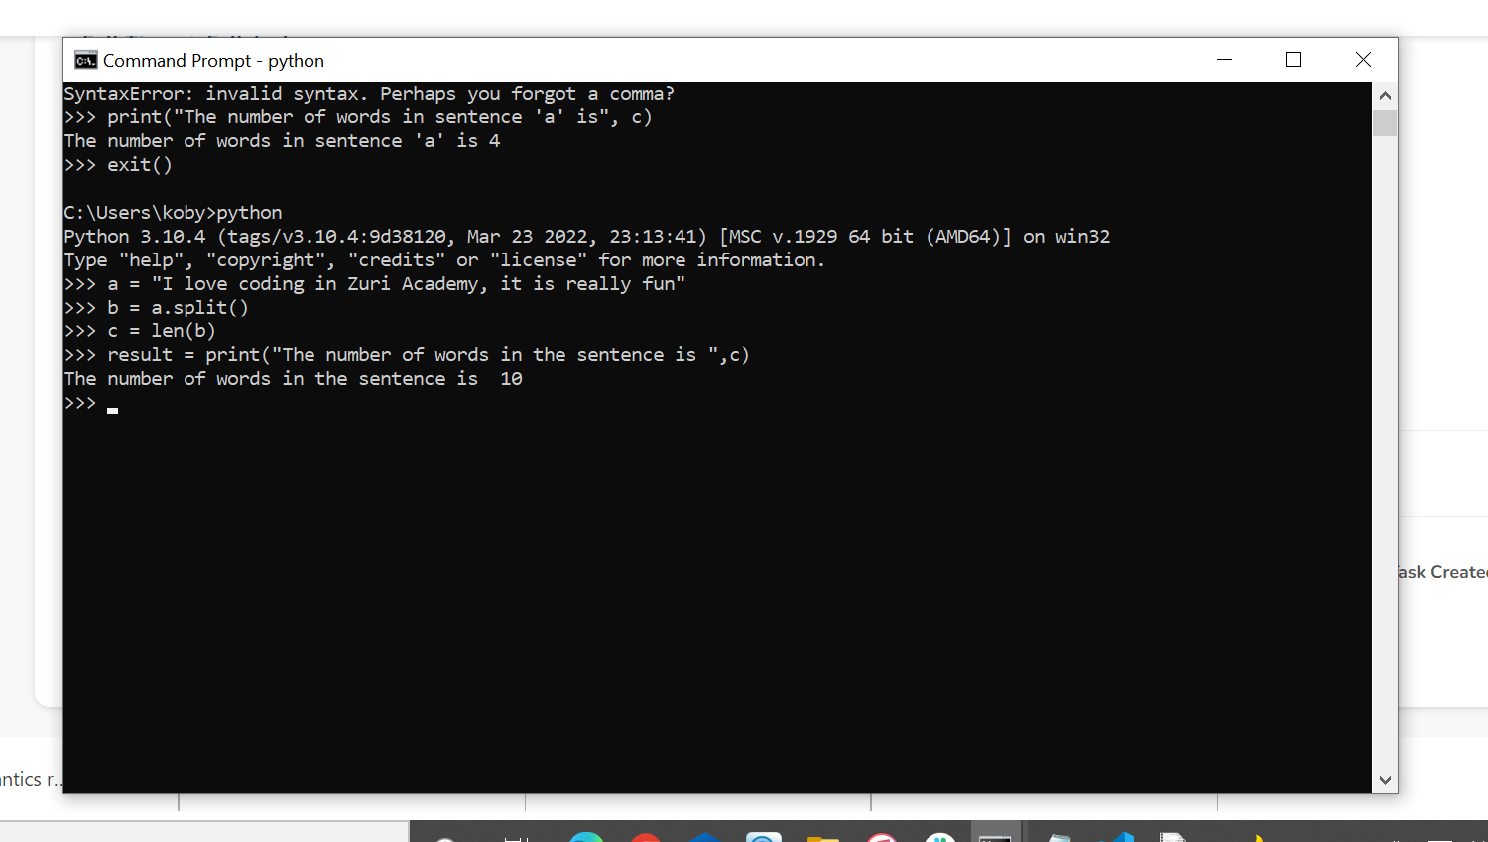 Command Prompt - python
SyntaxError: invalid syntax. Perhaps you forgot a comma?
>>> print("The number of words in sentence 'a' is", c)
The number of words in sentence 'a' is 4
>>> exit()
C:\Users\koby>python
Python 3.10.4 (tags/v3.10.4:9d38120, Mar 23 2022, 23:13:41) [MSC v.1929 64 bit (AMD64)] on win32
Type "help", "copyright", "credits" or "license" for more information.
>>> a = "I love coding in Zuri Academy, it is really fun"
>>> b = a.split()
>>> c = len(b)
>>> result = print("The number of words in the sentence is ",c)
The number of words in the sentence is  10
>>>
ask Create
antics r...